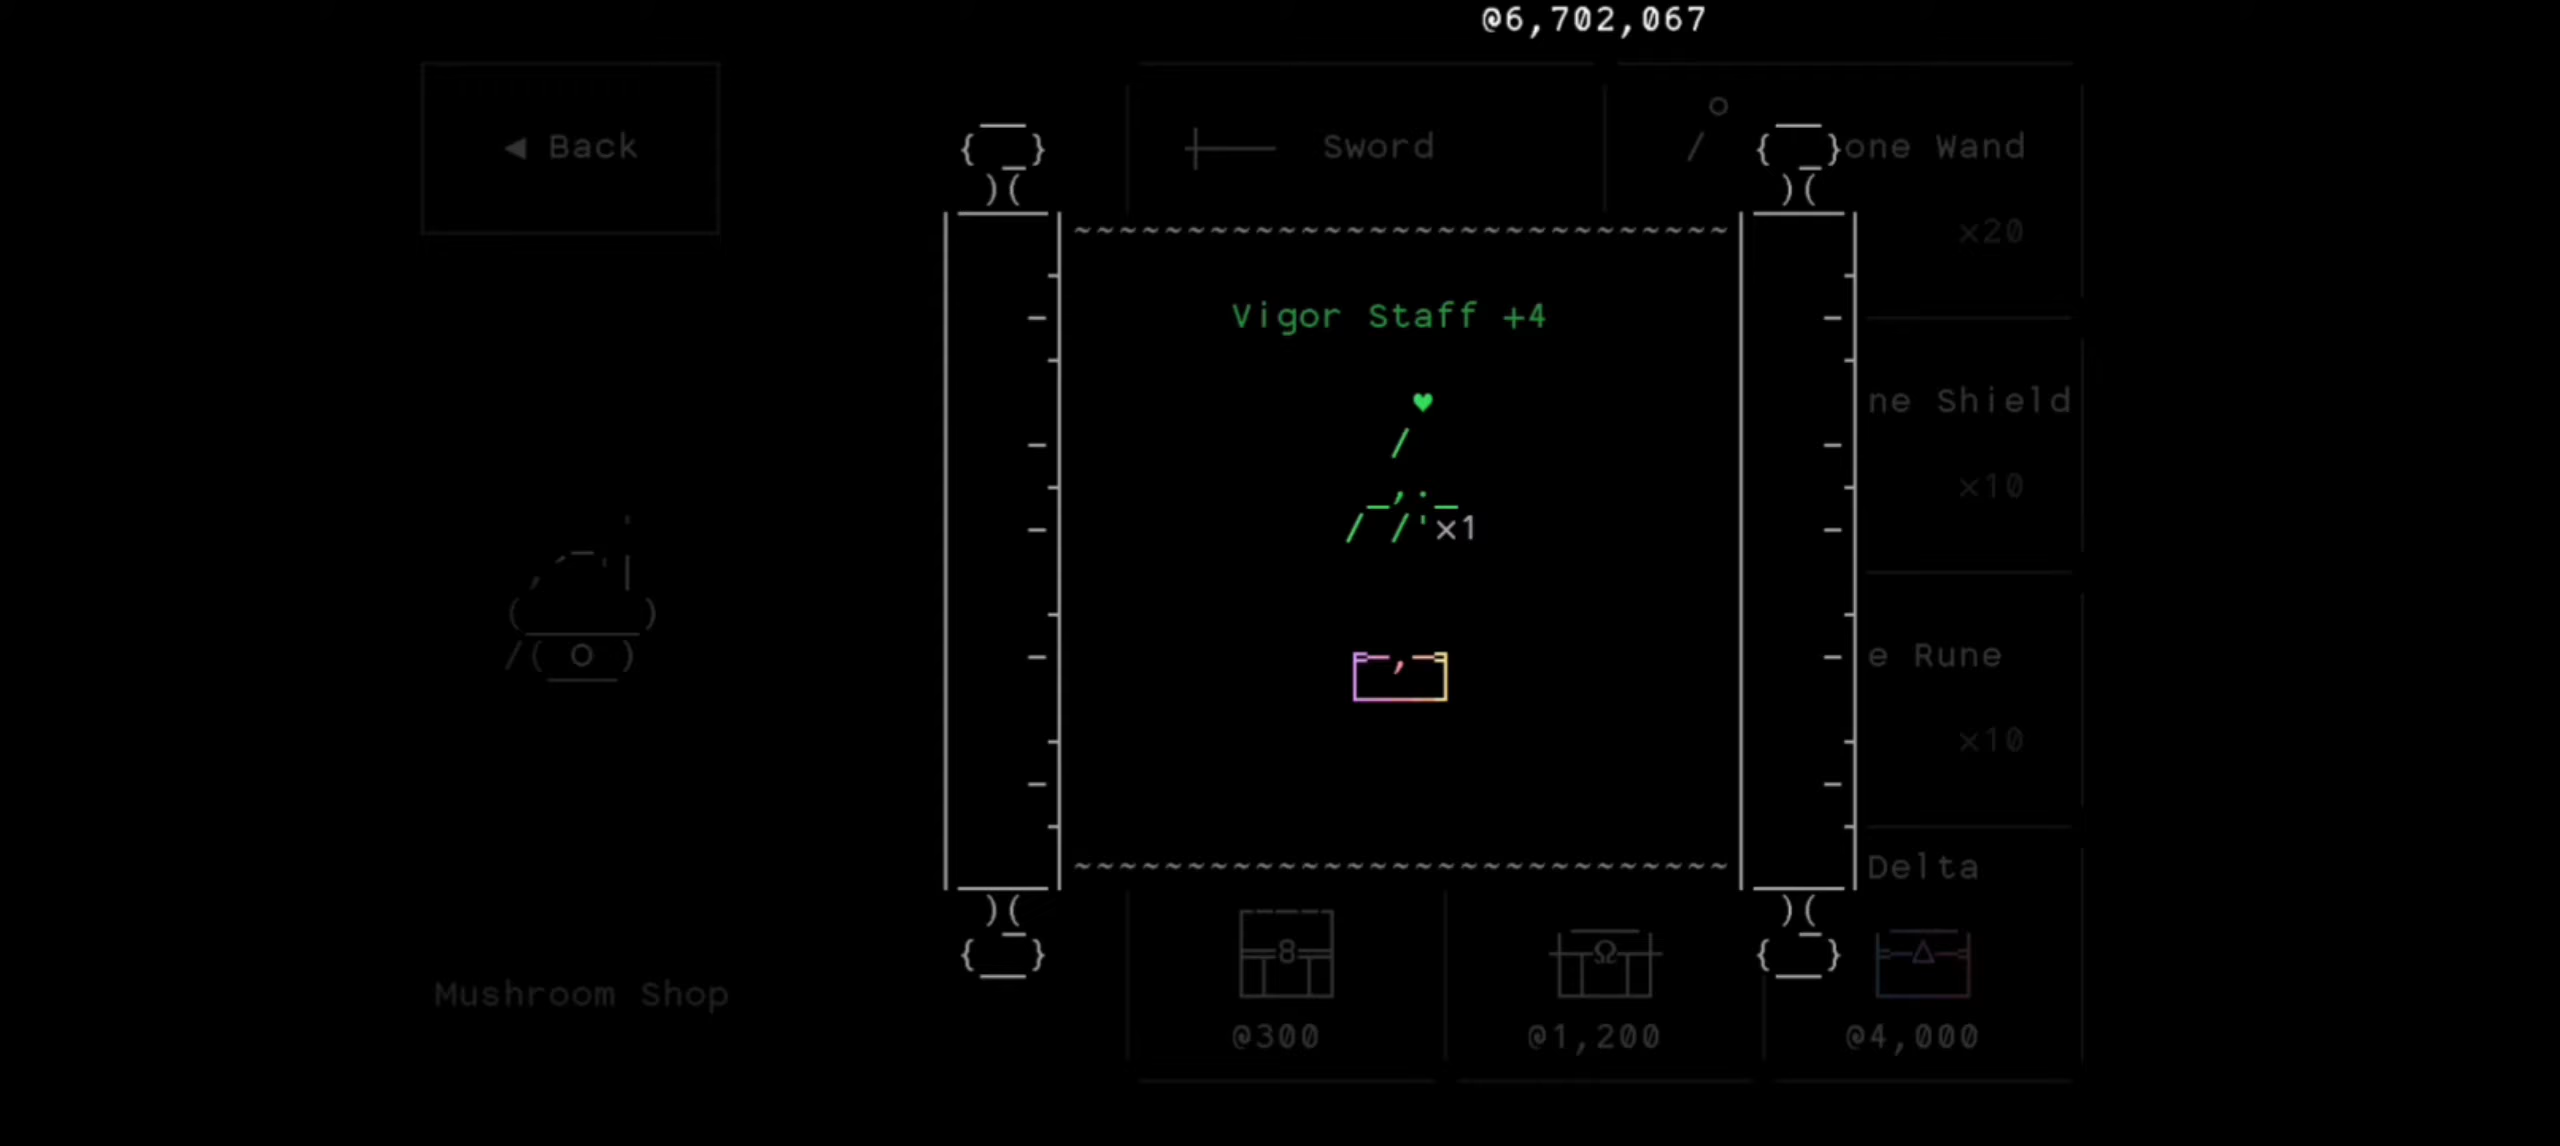 @6,702,067
◀ Back
Sword
one Wand
×20
Vigor Staff +4
×1
ne Shield
×10
e Rune
×10
Delta
8
Ω
△
Mushroom Shop
@300
@1,200
@4,000